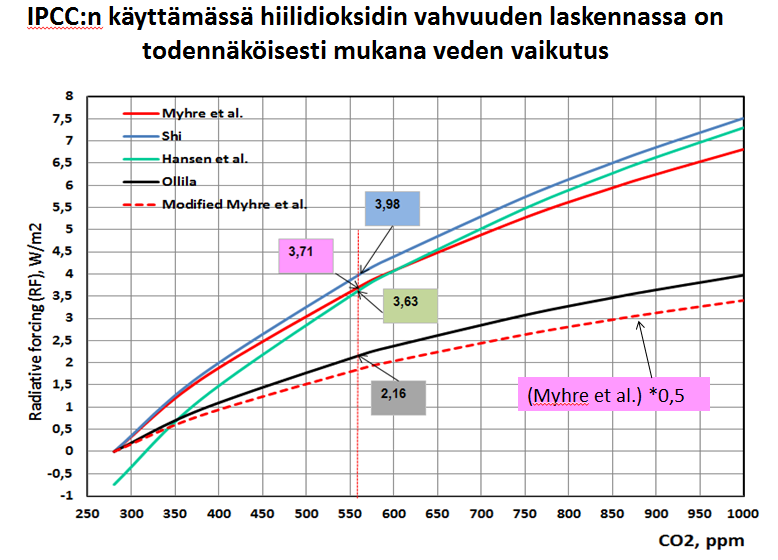 IPCC:n käyttämässä hiilidioksidin vahvuuden laskennassa on
todennäköisesti mukana veden vaikutus
8
7,5
7
6,5
6
5,5
5
4,5
4
3,5
3
2,5
2
1,5
1
0,5
0
-0,5
-1
Radiative forcing (RF), W/m2
Myhre et al.
Shi
Hansen et al.
Ollila
Modified Myhre et al.
3,98
3,71
3,63
2,16
(Myhre et al.) *0,5
250 300 350 400 450 500 550 600 650 700 750 800 850 900 950 1000
CO2, ppm